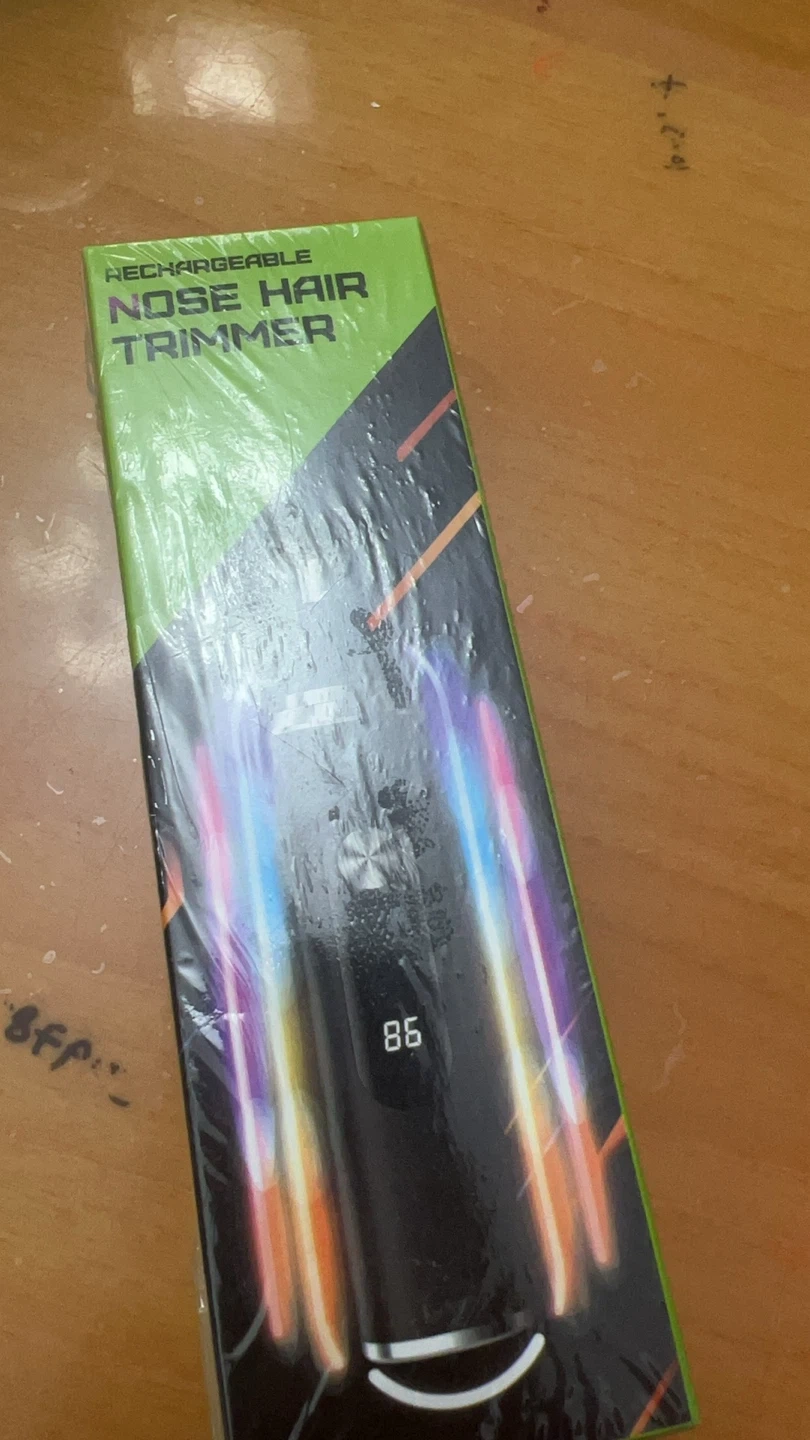 RECHARGEABLE
NOSE HAIR
TRIMMER
86